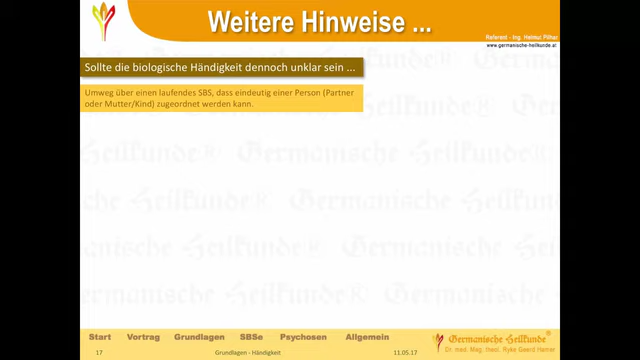 Weitere Hinweise ...
Referent - Ing. Helmut Pilhar
www.germanische-heilkunde.at
Sollte die biologische Händigkeit dennoch unklar sein ...
Umweg über einen laufendes SBS, dass eindeutig einer Person (Partner
oder Mutter/Kind) zugeordnet werden kann.
Germanische Heilkunde®
Start Vortrag Grundlagen SBSe Psychosen Allgemein
17 Grundlagen - Händigkeit 11.05.17
Germanische Heilkunde®
Dr. med. Mag. theol. Ryke Geerd Hamer